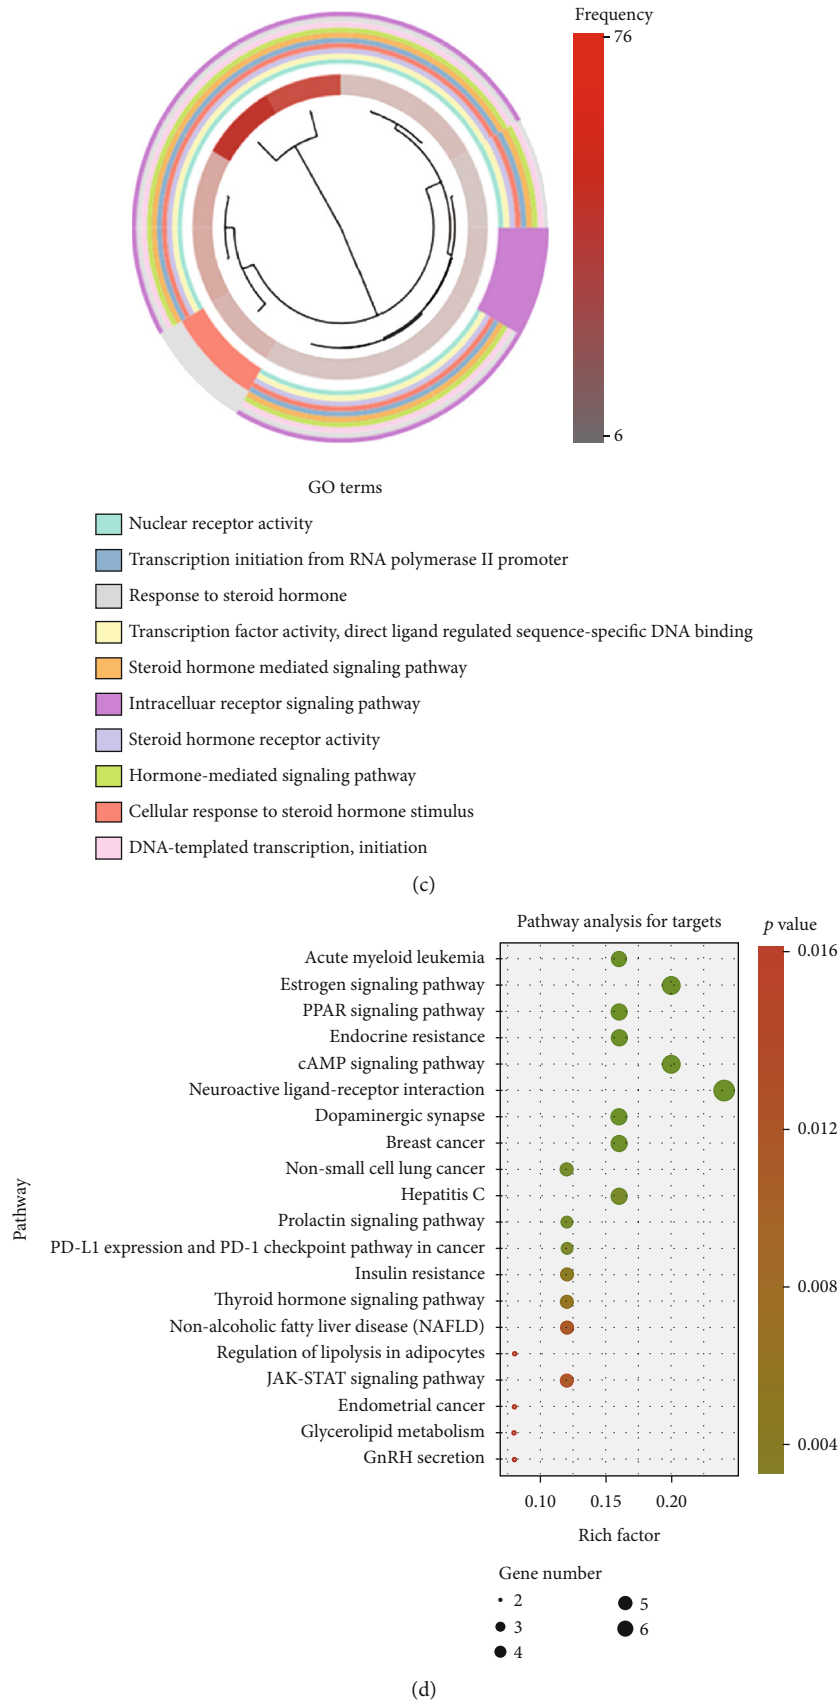 Frequency
76
6
GO terms
Nuclear receptor activity
Transcription initiation from RNA polymerase II promoter
Response to steroid hormone
Transcription factor activity, direct ligand regulated sequence-specific DNA binding
Steroid hormone mediated signaling pathway
Intracelluar receptor signaling pathway
Steroid hormone receptor activity
Hormone-mediated signaling pathway
Cellular response to steroid hormone stimulus
DNA-templated transcription, initiation
(c)
Pathway analysis for targets
p value
Pathway
Acute myeloid leukemia
Estrogen signaling pathway
PPAR signaling pathway
Endocrine resistance
cAMP signaling pathway
Neuroactive ligand-receptor interaction
Dopaminergic synapse
Breast cancer
Non-small cell lung cancer
Hepatitis C
Prolactin signaling pathway
PD-L1 expression and PD-1 checkpoint pathway in cancer
Insulin resistance
Thyroid hormone signaling pathway
Non-alcoholic fatty liver disease (NAFLD)
Regulation of lipolysis in adipocytes
JAK-STAT signaling pathway
Endometrial cancer
Glycerolipid metabolism
GnRH secretion
0.016
0.012
0.008
0.004
0.10 0.15 0.20
Rich factor
Gene number
2
3
4
5
6
(d)